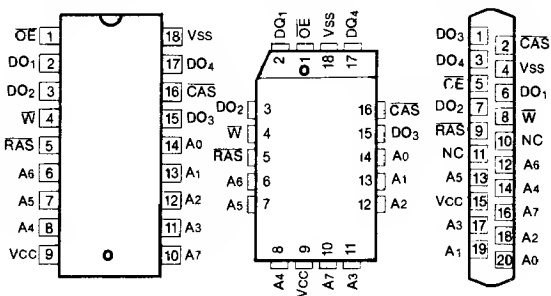 OE 1 18 VSS
DO1 2 17 DO4
DO2 3 16 CAS
W 4 15 DO3
RAS 5 14 A0
A6 6 13 A1
A5 7 12 A2
A4 8 11 A3
VCC 9 10 A7
DQ1 OE VSS DQ4
2 1 18 17
DO2 3 16 CAS
W 4 15 DO3
RAS 5 14 A0
A6 6 13 A1
A5 7 12 A2
8 9 10 11
A4 VCC A7 A3
DO3 1
2 CAS
DO4 3
4 VSS
OE 5
6 DO1
DO2 7
8 W
RAS 9
10 NC
NC 11
12 A6
A5 13
14 A4
VCC 15
16 A7
A3 17
18 A2
A1 19
20 A0